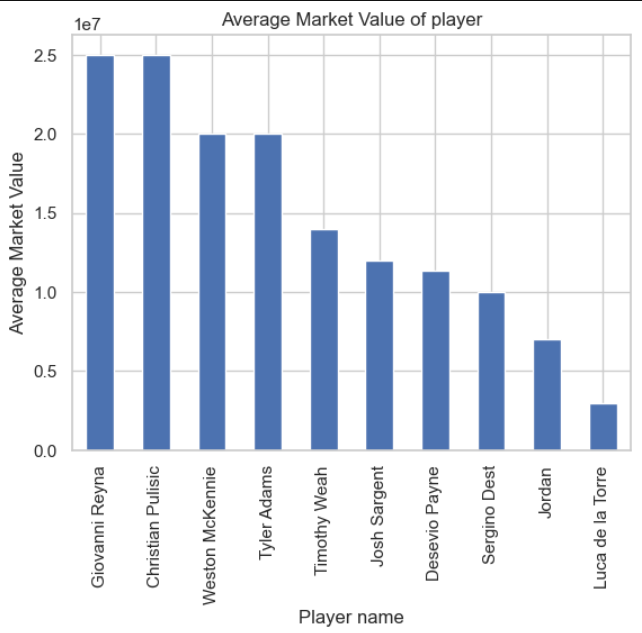 Average Market Value of player
1e7
2.5
2.0
1.5
1.0
0.5
0.0
Average Market Value
Giovanni Reyna
Christian Pulisic
Weston McKennie
Tyler Adams
Timothy Weah
Josh Sargent
Desevio Payne
Sergino Dest
Jordan
Luca de la Torre
Player name